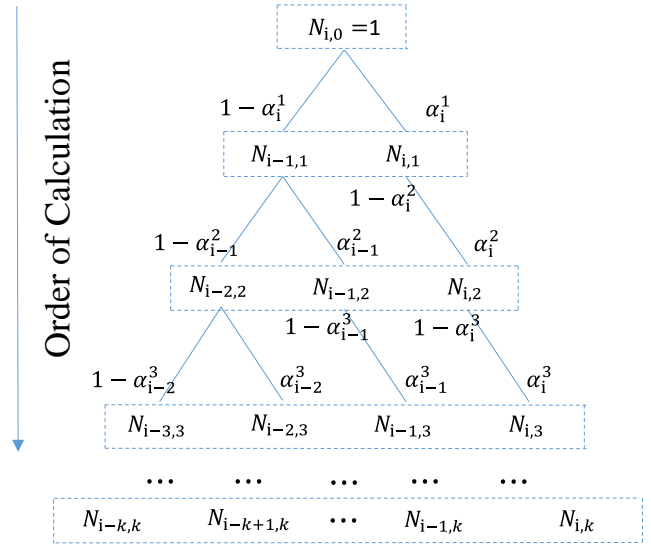 Order of Calculation
N_{i,0} = 1
1 − α_i^1 α_i^1
N_{i−1,1} N_{i,1}
1 − α_i^2
1 − α_{i−1}^2 α_{i−1}^2 α_i^2
N_{i−2,2} N_{i−1,2} N_{i,2}
1 − α_{i−1}^3 1 − α_i^3
1 − α_{i−2}^3 α_{i−2}^3 α_{i−1}^3 α_i^3
N_{i−3,3} N_{i−2,3} N_{i−1,3} N_{i,3}
... ... ... ... ...
N_{i−k,k} N_{i−k+1,k} ... N_{i−1,k} N_{i,k}